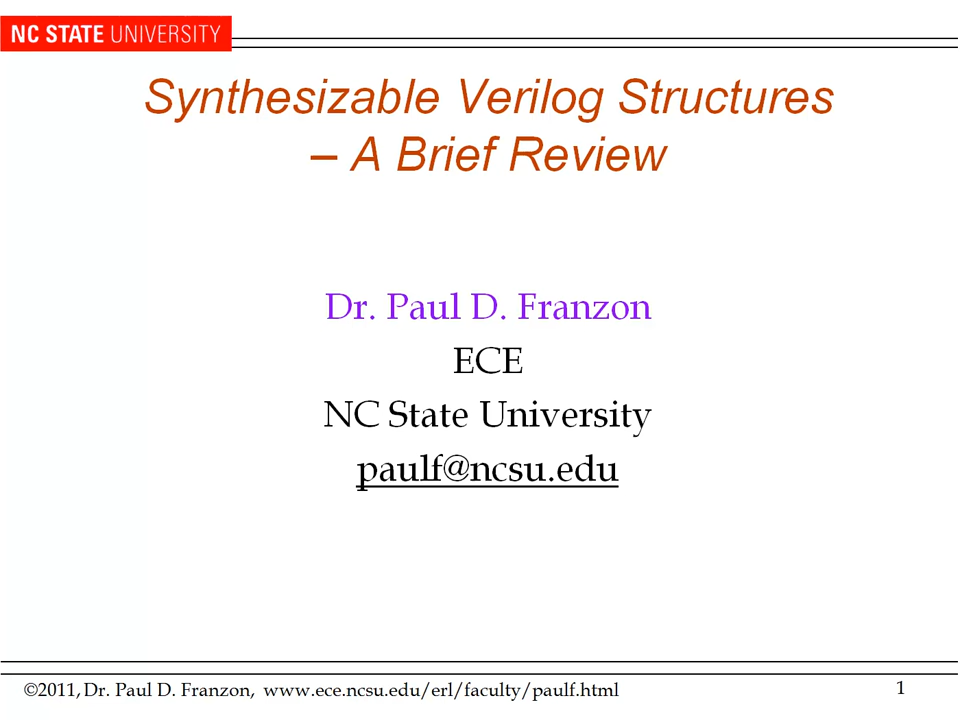 NC STATE UNIVERSITY
Synthesizable Verilog Structures
– A Brief Review
Dr. Paul D. Franzon
ECE
NC State University
paulf@ncsu.edu
©2011, Dr. Paul D. Franzon, www.ece.ncsu.edu/erl/faculty/paulf.html
1